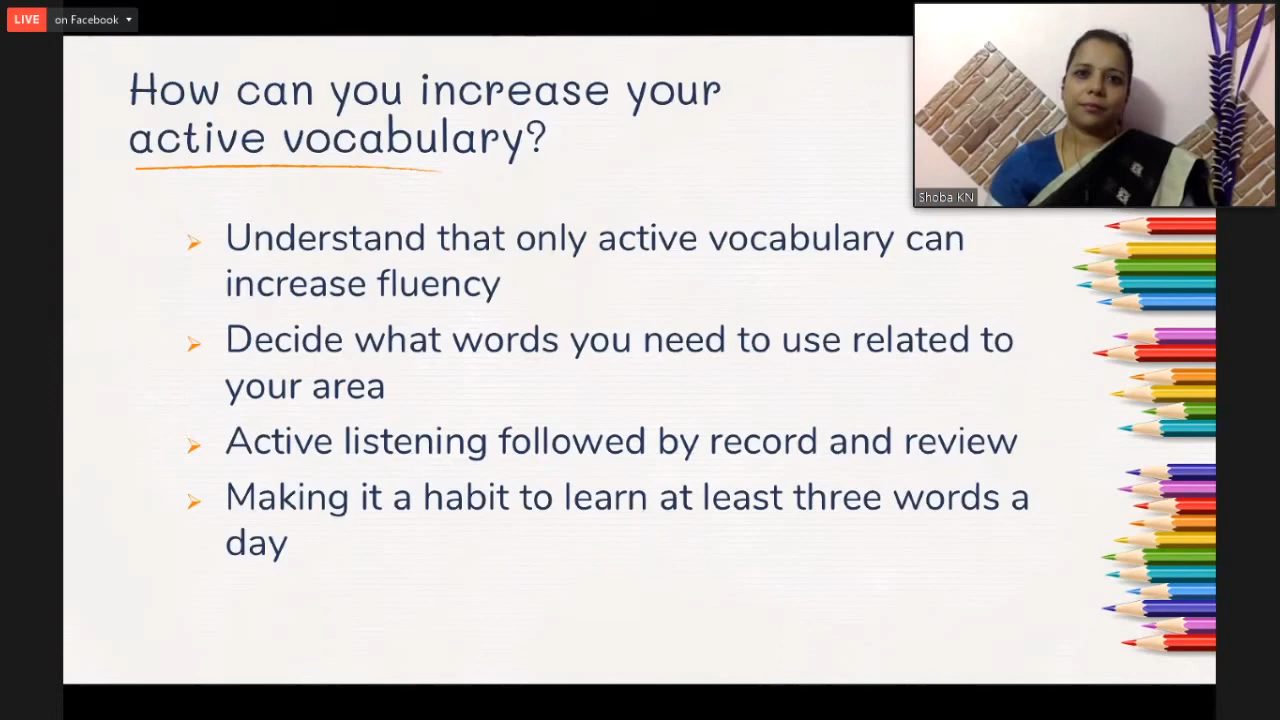 LIVE on Facebook
How can you increase your
active vocabulary?
Shoba KN
Understand that only active vocabulary can
increase fluency
Decide what words you need to use related to
your area
Active listening followed by record and review
Making it a habit to learn at least three words a
day